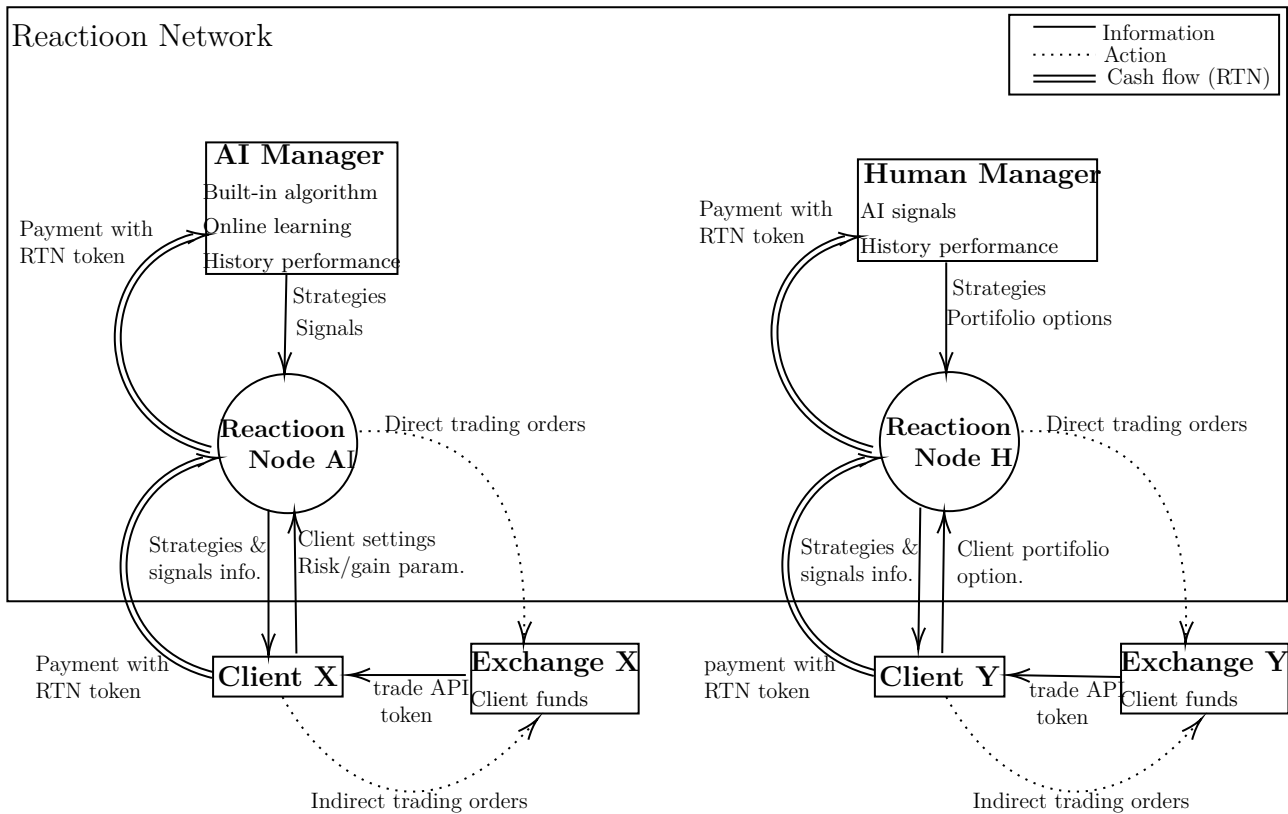 Reactioon Network
Information
Action
Cash flow (RTN)
AI Manager
Built-in algorithm
Online learning
History performance
Payment with
RTN token
Strategies
Signals
Reactioon
Node AI
Direct trading orders
Strategies &
signals info.
Client settings
Risk/gain param.
Payment with
RTN token
Client X
trade API
token
Exchange X
Client funds
Indirect trading orders
Human Manager
AI signals
History performance
Payment with
RTN token
Strategies
Portifolio options
Reactioon
Node H
Direct trading orders
Strategies &
signals info.
Client portifolio
option.
payment with
RTN token
Client Y
trade API
token
Exchange Y
Client funds
Indirect trading orders